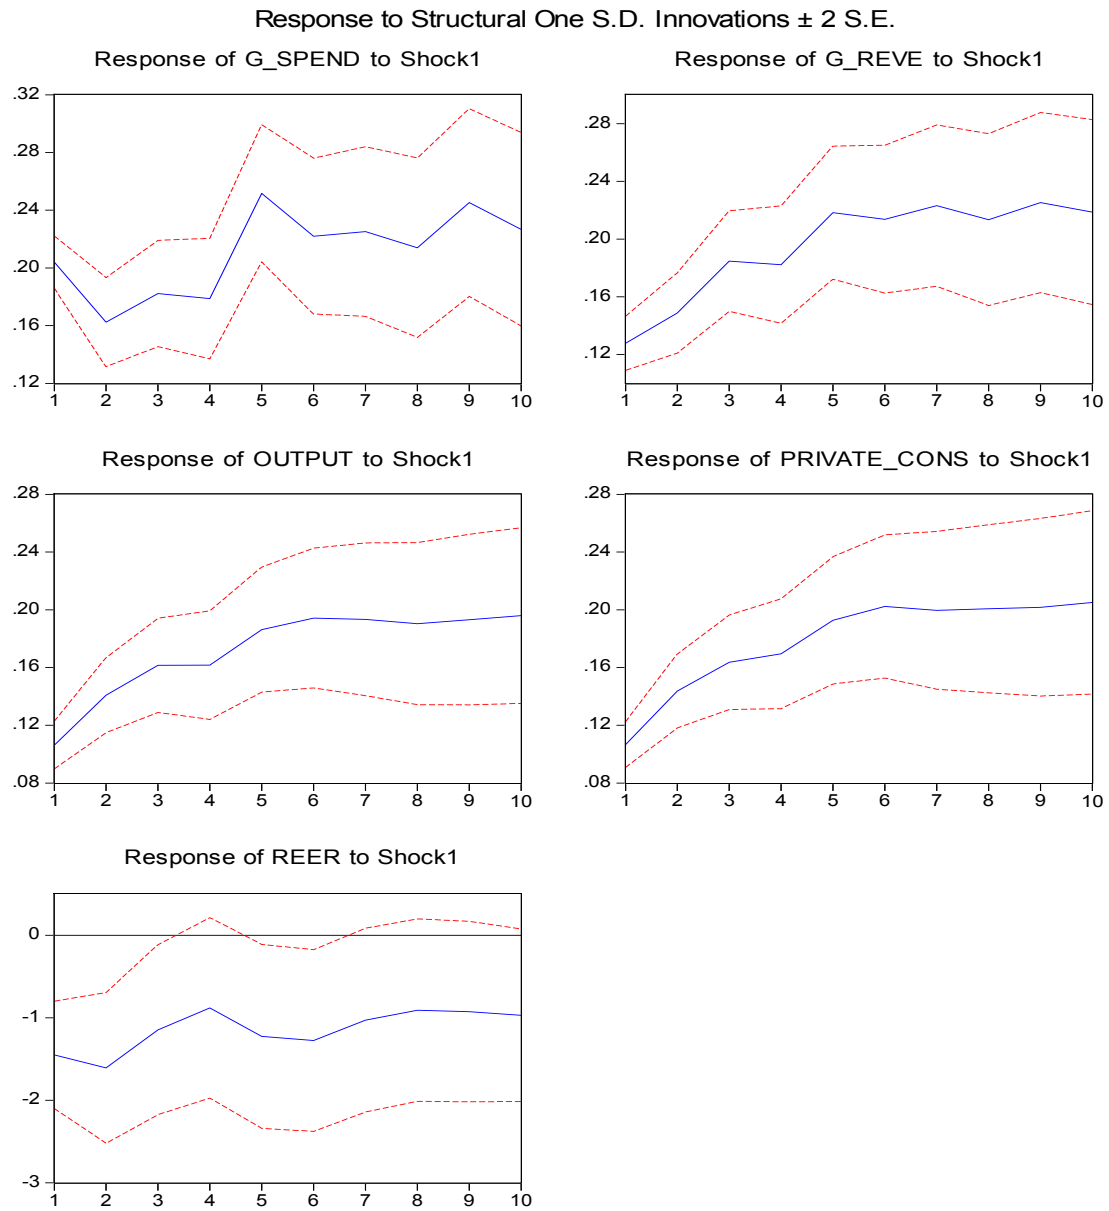 Response to Structural One S.D. Innovations ± 2 S.E.
Response of G_SPEND to Shock1
.32
.28
.24
.20
.16
.12
1 2 3 4 5 6 7 8 9 10
Response of G_REVE to Shock1
.28
.24
.20
.16
.12
1 2 3 4 5 6 7 8 9 10
Response of OUTPUT to Shock1
.28
.24
.20
.16
.12
.08
1 2 3 4 5 6 7 8 9 10
Response of PRIVATE_CONS to Shock1
.28
.24
.20
.16
.12
.08
1 2 3 4 5 6 7 8 9 10
Response of REER to Shock1
0
-1
-2
-3
1 2 3 4 5 6 7 8 9 10